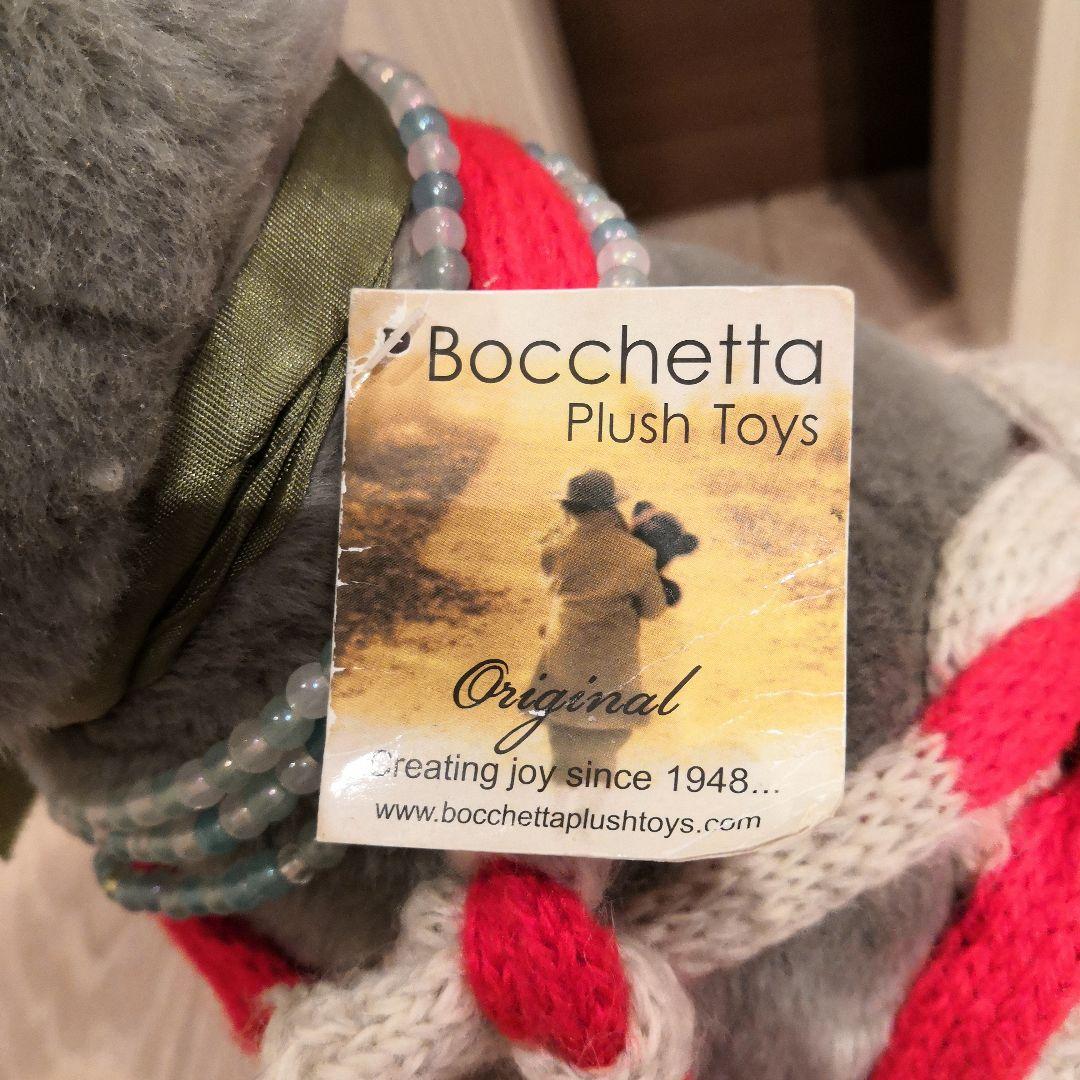 Bocchetta
Plush Toys
Original
Creating joy since 1948...
www.bocchettaplushtoys.com